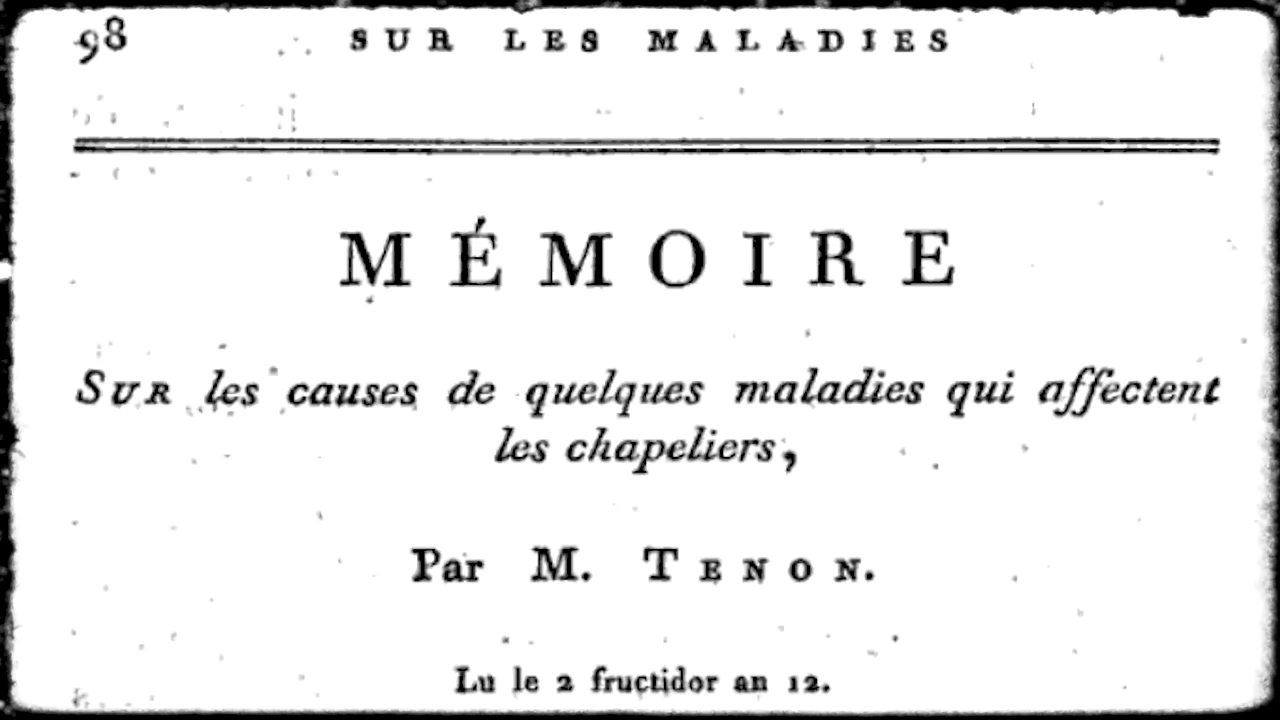 98 SUR LES MALADIES
MÉMOIRE
SUR les causes de quelques maladies qui affectent
les chapeliers,
Par M. TENON.
Lu le 2 fructidor an 12.